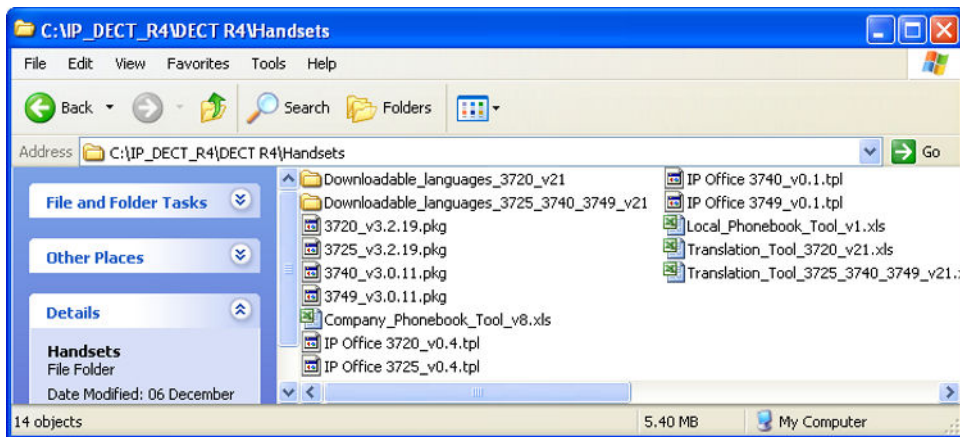 C:\IP_DECT_R4\DECT R4\Handsets
File Edit View Favorites Tools Help
Back Search Folders
Address C:\IP_DECT_R4\DECT R4\Handsets Go
File and Folder Tasks
Other Places
Details
Handsets
File Folder
Date Modified: 06 December
Downloadable_languages_3720_v21
Downloadable_languages_3725_3740_3749_v21
3720_v3.2.19.pkg
3725_v3.2.19.pkg
3740_v3.0.11.pkg
3749_v3.0.11.pkg
Company_Phonebook_Tool_v8.xls
IP Office 3720_v0.4.tpl
IP Office 3725_v0.4.tpl
IP Office 3740_v0.1.tpl
IP Office 3749_v0.1.tpl
Local_Phonebook_Tool_v1.xls
Translation_Tool_3720_v21.xls
Translation_Tool_3725_3740_3749_v21.
14 objects 5.40 MB My Computer